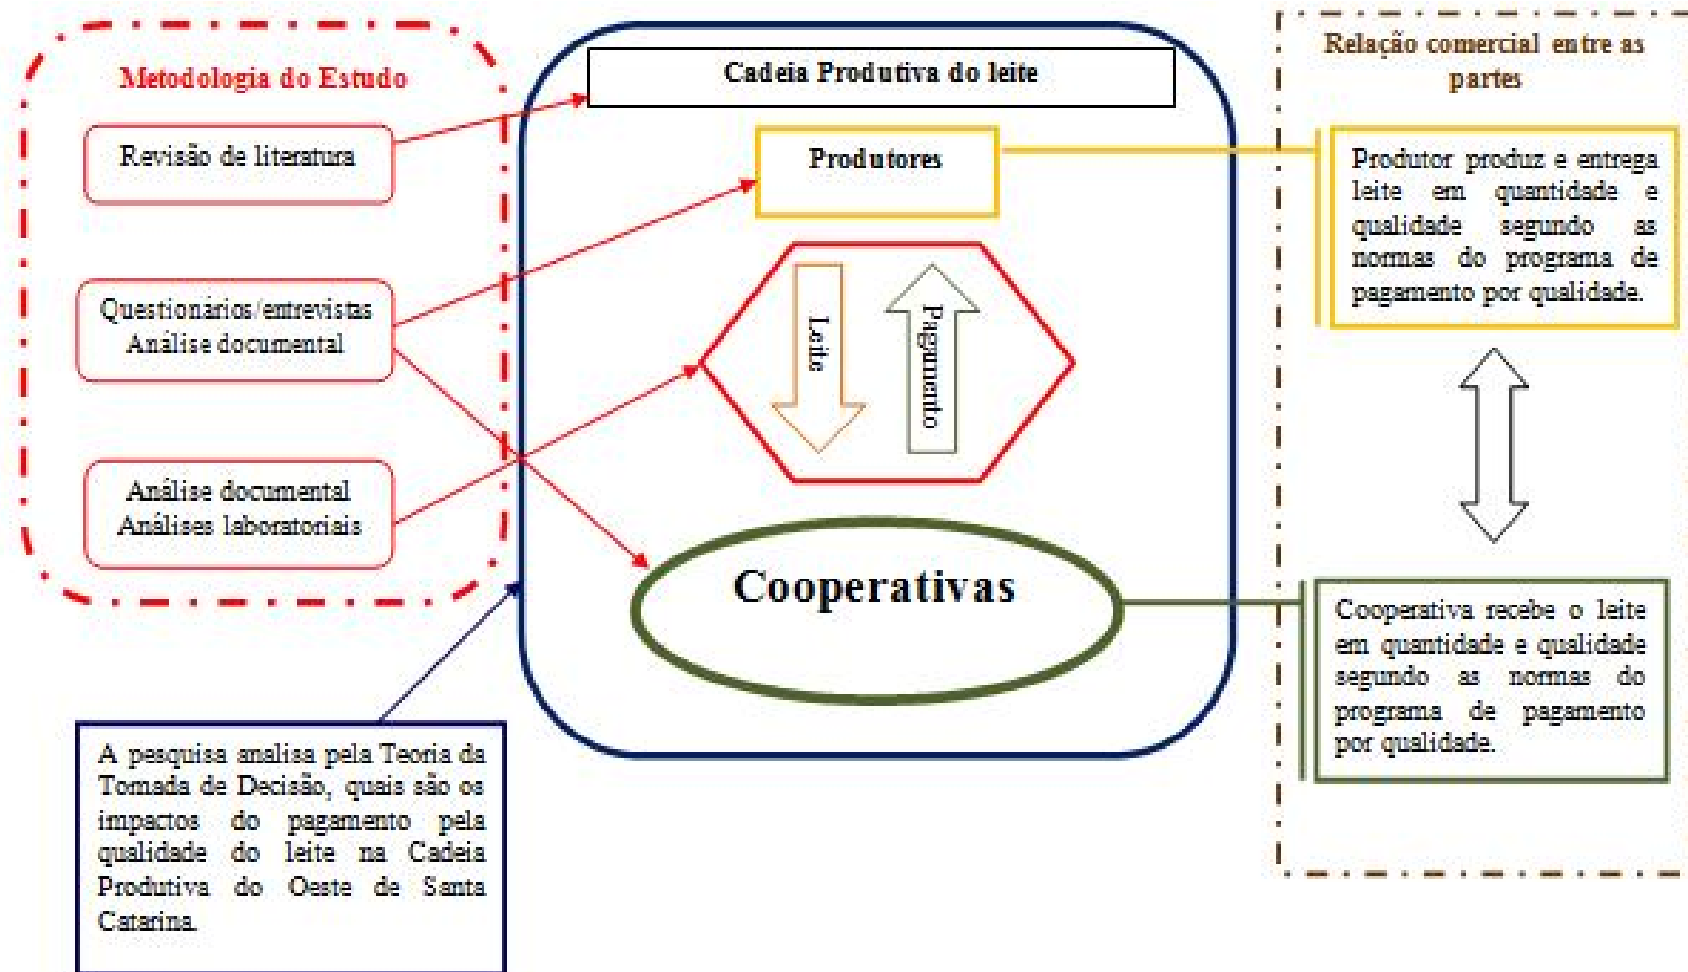 Metodologia do Estudo
Revisão de literatura
Questionários/entrevistas
Análise documental
Análise documental
Análises laboratoriais
A pesquisa analisa pela Teoria da
Tomada de Decisão, quais são os
impactos do pagamento pela
qualidade do leite na Cadeia
Produtiva do Oeste de Santa
Catarina.
Cadeia Produtiva do leite
Produtores
Leite
Pagamento
Cooperativas
Relação comercial entre as
partes
Produtor produz e entrega
leite em quantidade e
qualidade segundo as
normas do programa de
pagamento por qualidade.
Cooperativa recebe o leite
em quantidade e qualidade
segundo as normas do
programa de pagamento
por qualidade.